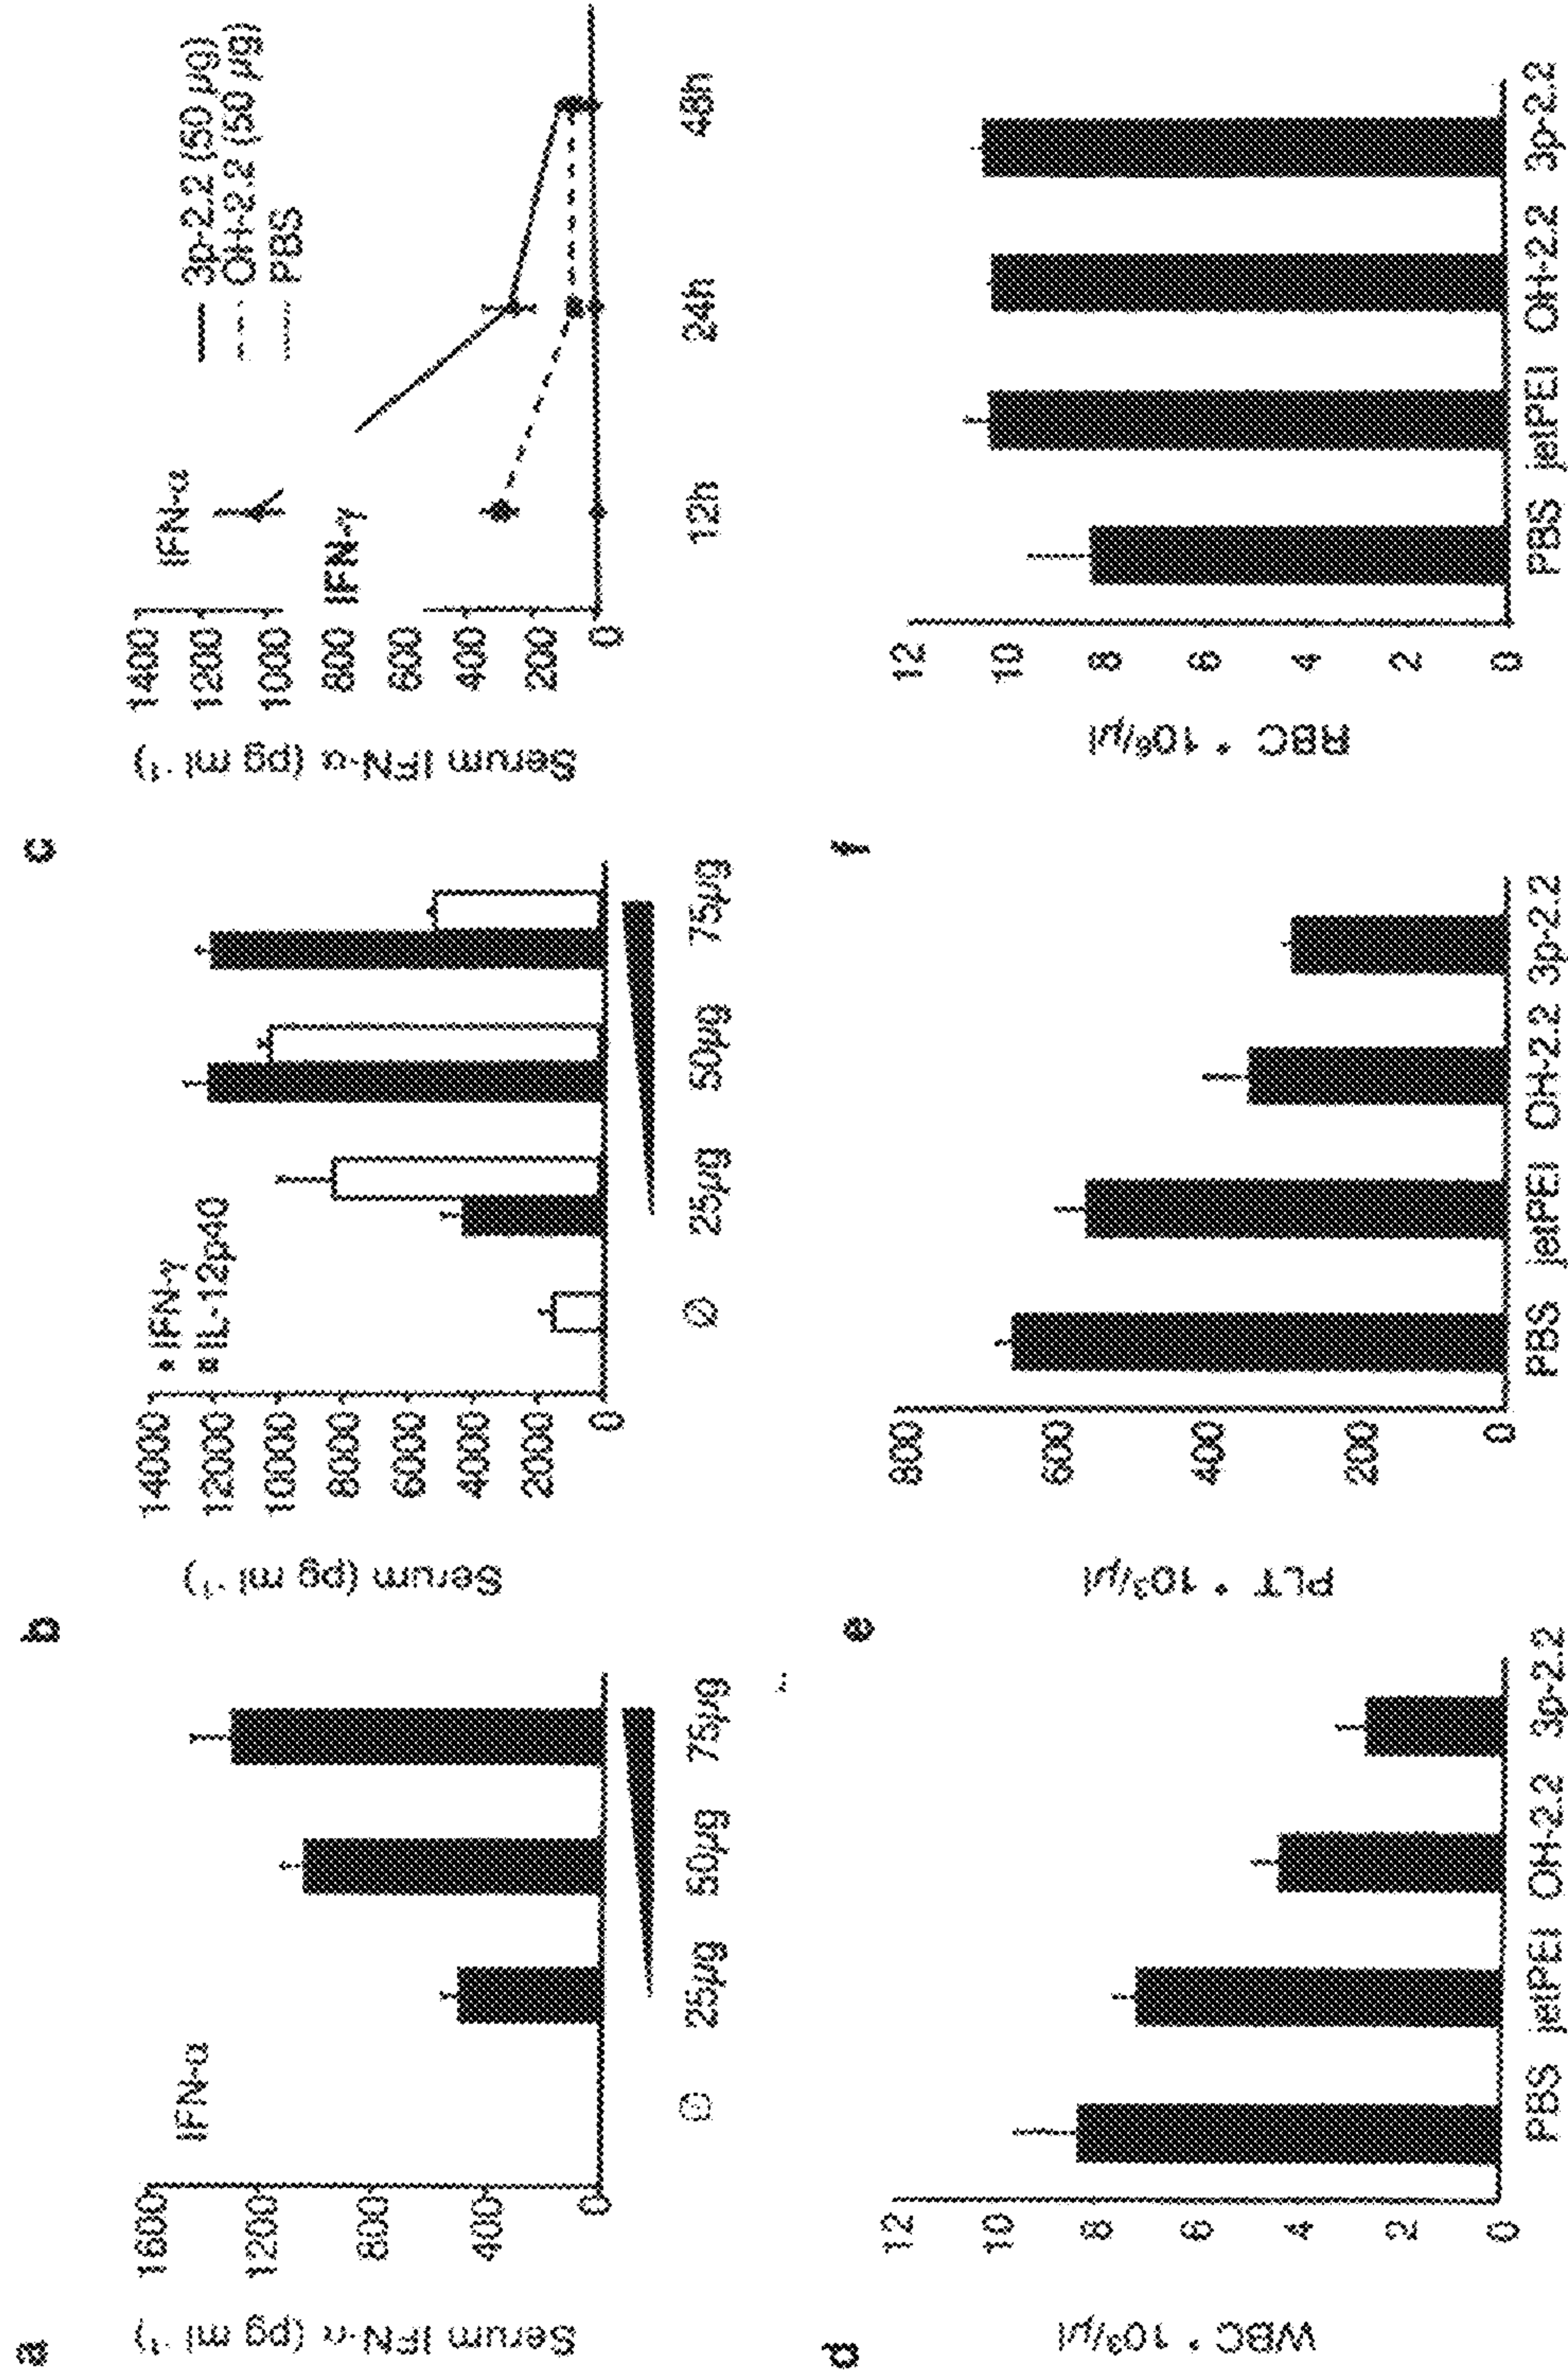 a
Serum IFN-α (pg ml⁻¹)
1600
1200
800
400
0
IFN-α
25µg 50µg 75µg
b
Serum (pg ml⁻¹)
14000
12000
10000
8000
6000
4000
2000
0
IFN-γ
IL-12p40
25µg 50µg 75µg
c
Serum IFN-α (pg ml⁻¹)
1400
1200
1000
800
600
400
200
0
IFN-α
IFN-γ
3p-2.2 (50 µg)
OH-2.2 (50 µg)
PBS
12h 24h 48h
d
WBC * 10³/µl
12
10
8
6
4
2
0
PBS jetPEI OH-2.2 3p-2.2
e
PLT * 10³/µl
800
600
400
200
0
PBS jetPEI OH-2.2 3p-2.2
f
RBC * 10⁶/µl
12
10
8
6
4
2
0
PBS jetPEI OH-2.2 3p-2.2